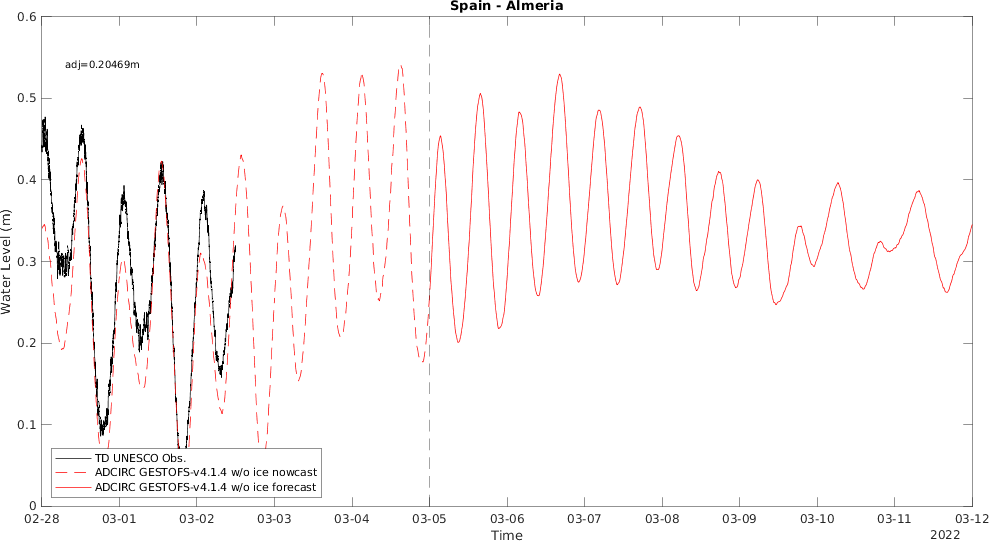 Spain - Almeria
adj=0.20469m
Water Level (m)
0.6
0.5
0.4
0.3
0.2
0.1
0
TD UNESCO Obs.
ADCIRC GESTOFS-v4.1.4 w/o ice nowcast
ADCIRC GESTOFS-v4.1.4 w/o ice forecast
02-28 03-01 03-02 03-03 03-04 03-05 03-06 03-07 03-08 03-09 03-10 03-11 03-12
Time
2022